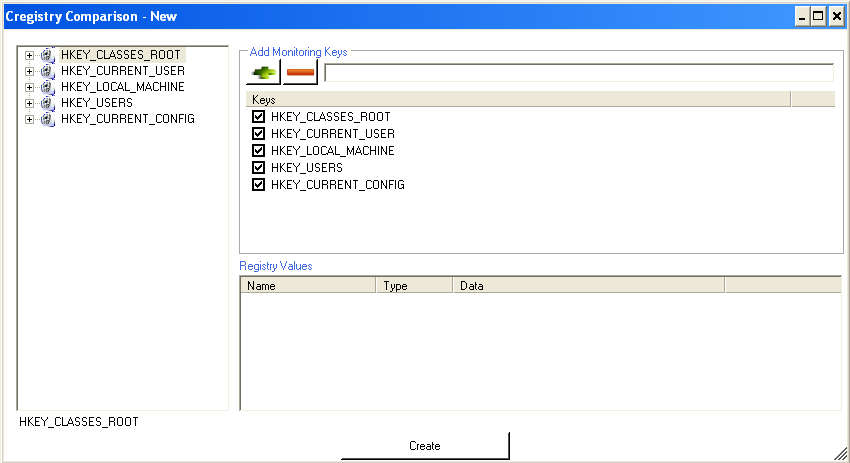 Cregistry Comparison - New
HKEY_CLASSES_ROOT
HKEY_CURRENT_USER
HKEY_LOCAL_MACHINE
HKEY_USERS
HKEY_CURRENT_CONFIG
Add Monitoring Keys
Keys
HKEY_CLASSES_ROOT
HKEY_CURRENT_USER
HKEY_LOCAL_MACHINE
HKEY_USERS
HKEY_CURRENT_CONFIG
Registry Values
Name Type Data
HKEY_CLASSES_ROOT
Create